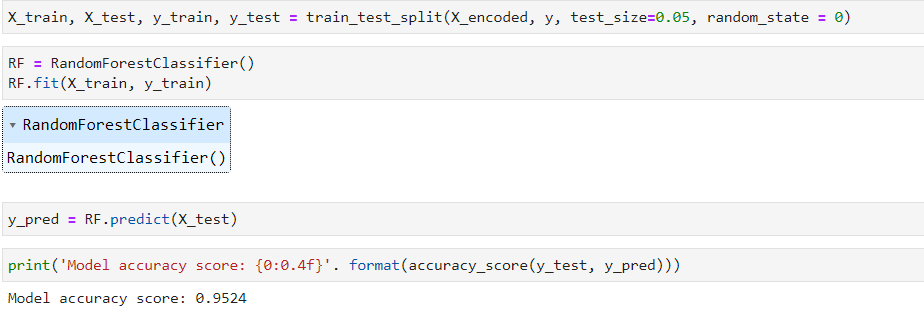 X_train, X_test, y_train, y_test = train_test_split(X_encoded, y, test_size=0.05, random_state = 0)
RF = RandomForestClassifier()
RF.fit(X_train, y_train)
▾ RandomForestClassifier
RandomForestClassifier()
y_pred = RF.predict(X_test)
print('Model accuracy score: {0:0.4f}'. format(accuracy_score(y_test, y_pred)))
Model accuracy score: 0.9524